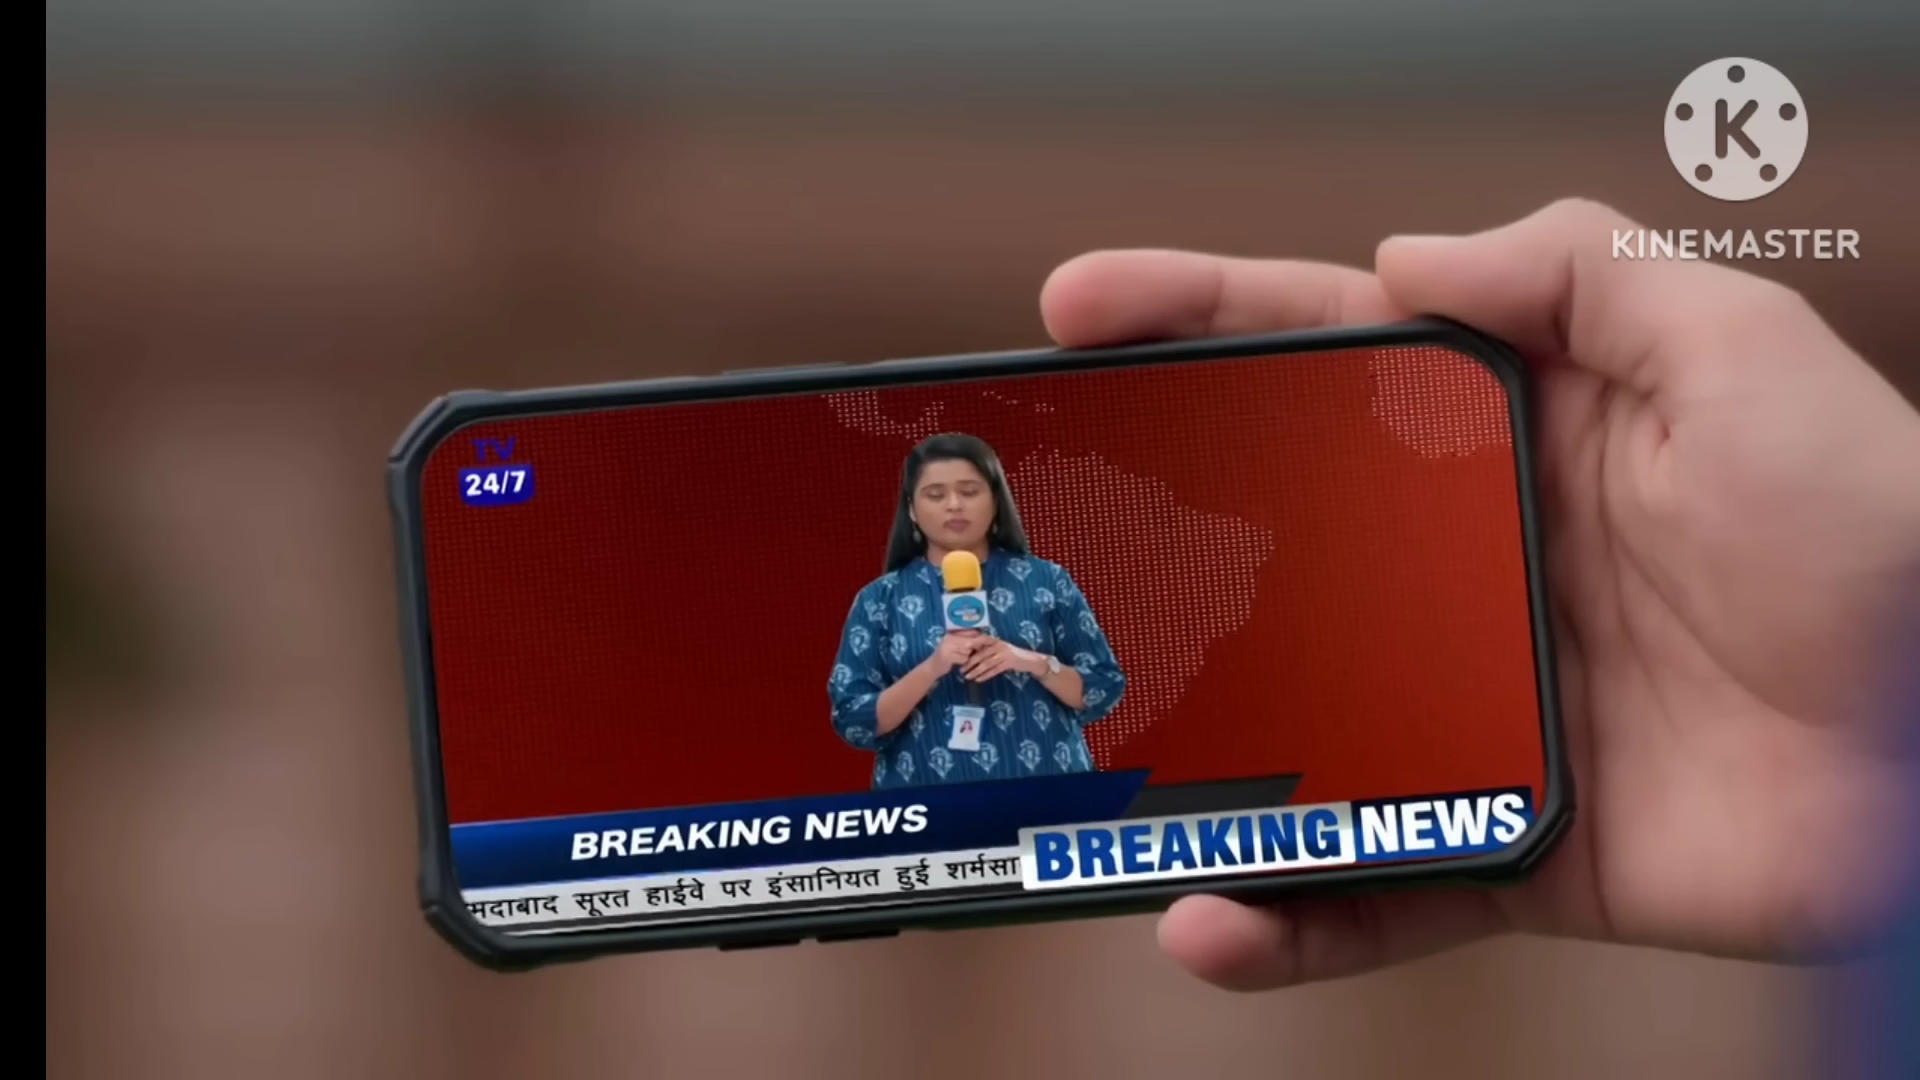 K
KINEMASTER
TV
24/7
BREAKING NEWS
BREAKING NEWS
मदाबाद सूरत हाईवे पर इंसानियत हुई शर्मसा